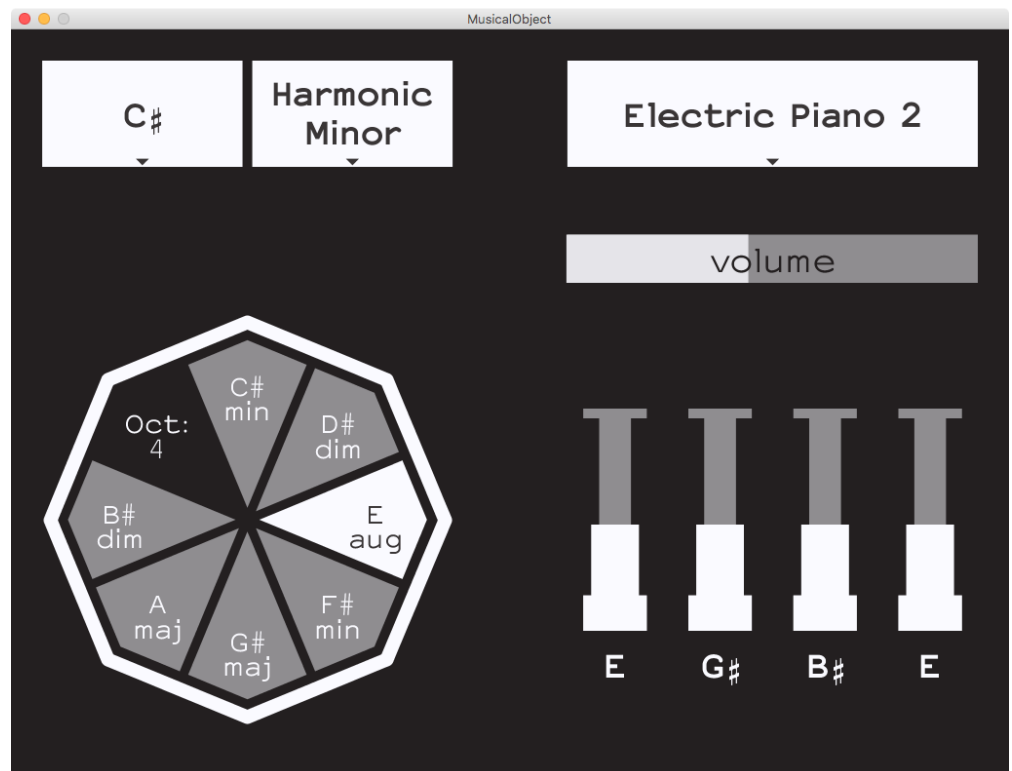 MusicalObject
C♯
Harmonic
Minor
Electric Piano 2
volume
Oct:
4
C#
min
D#
dim
E
aug
F#
min
G#
maj
A
maj
B#
dim
E G♯ B♯ E